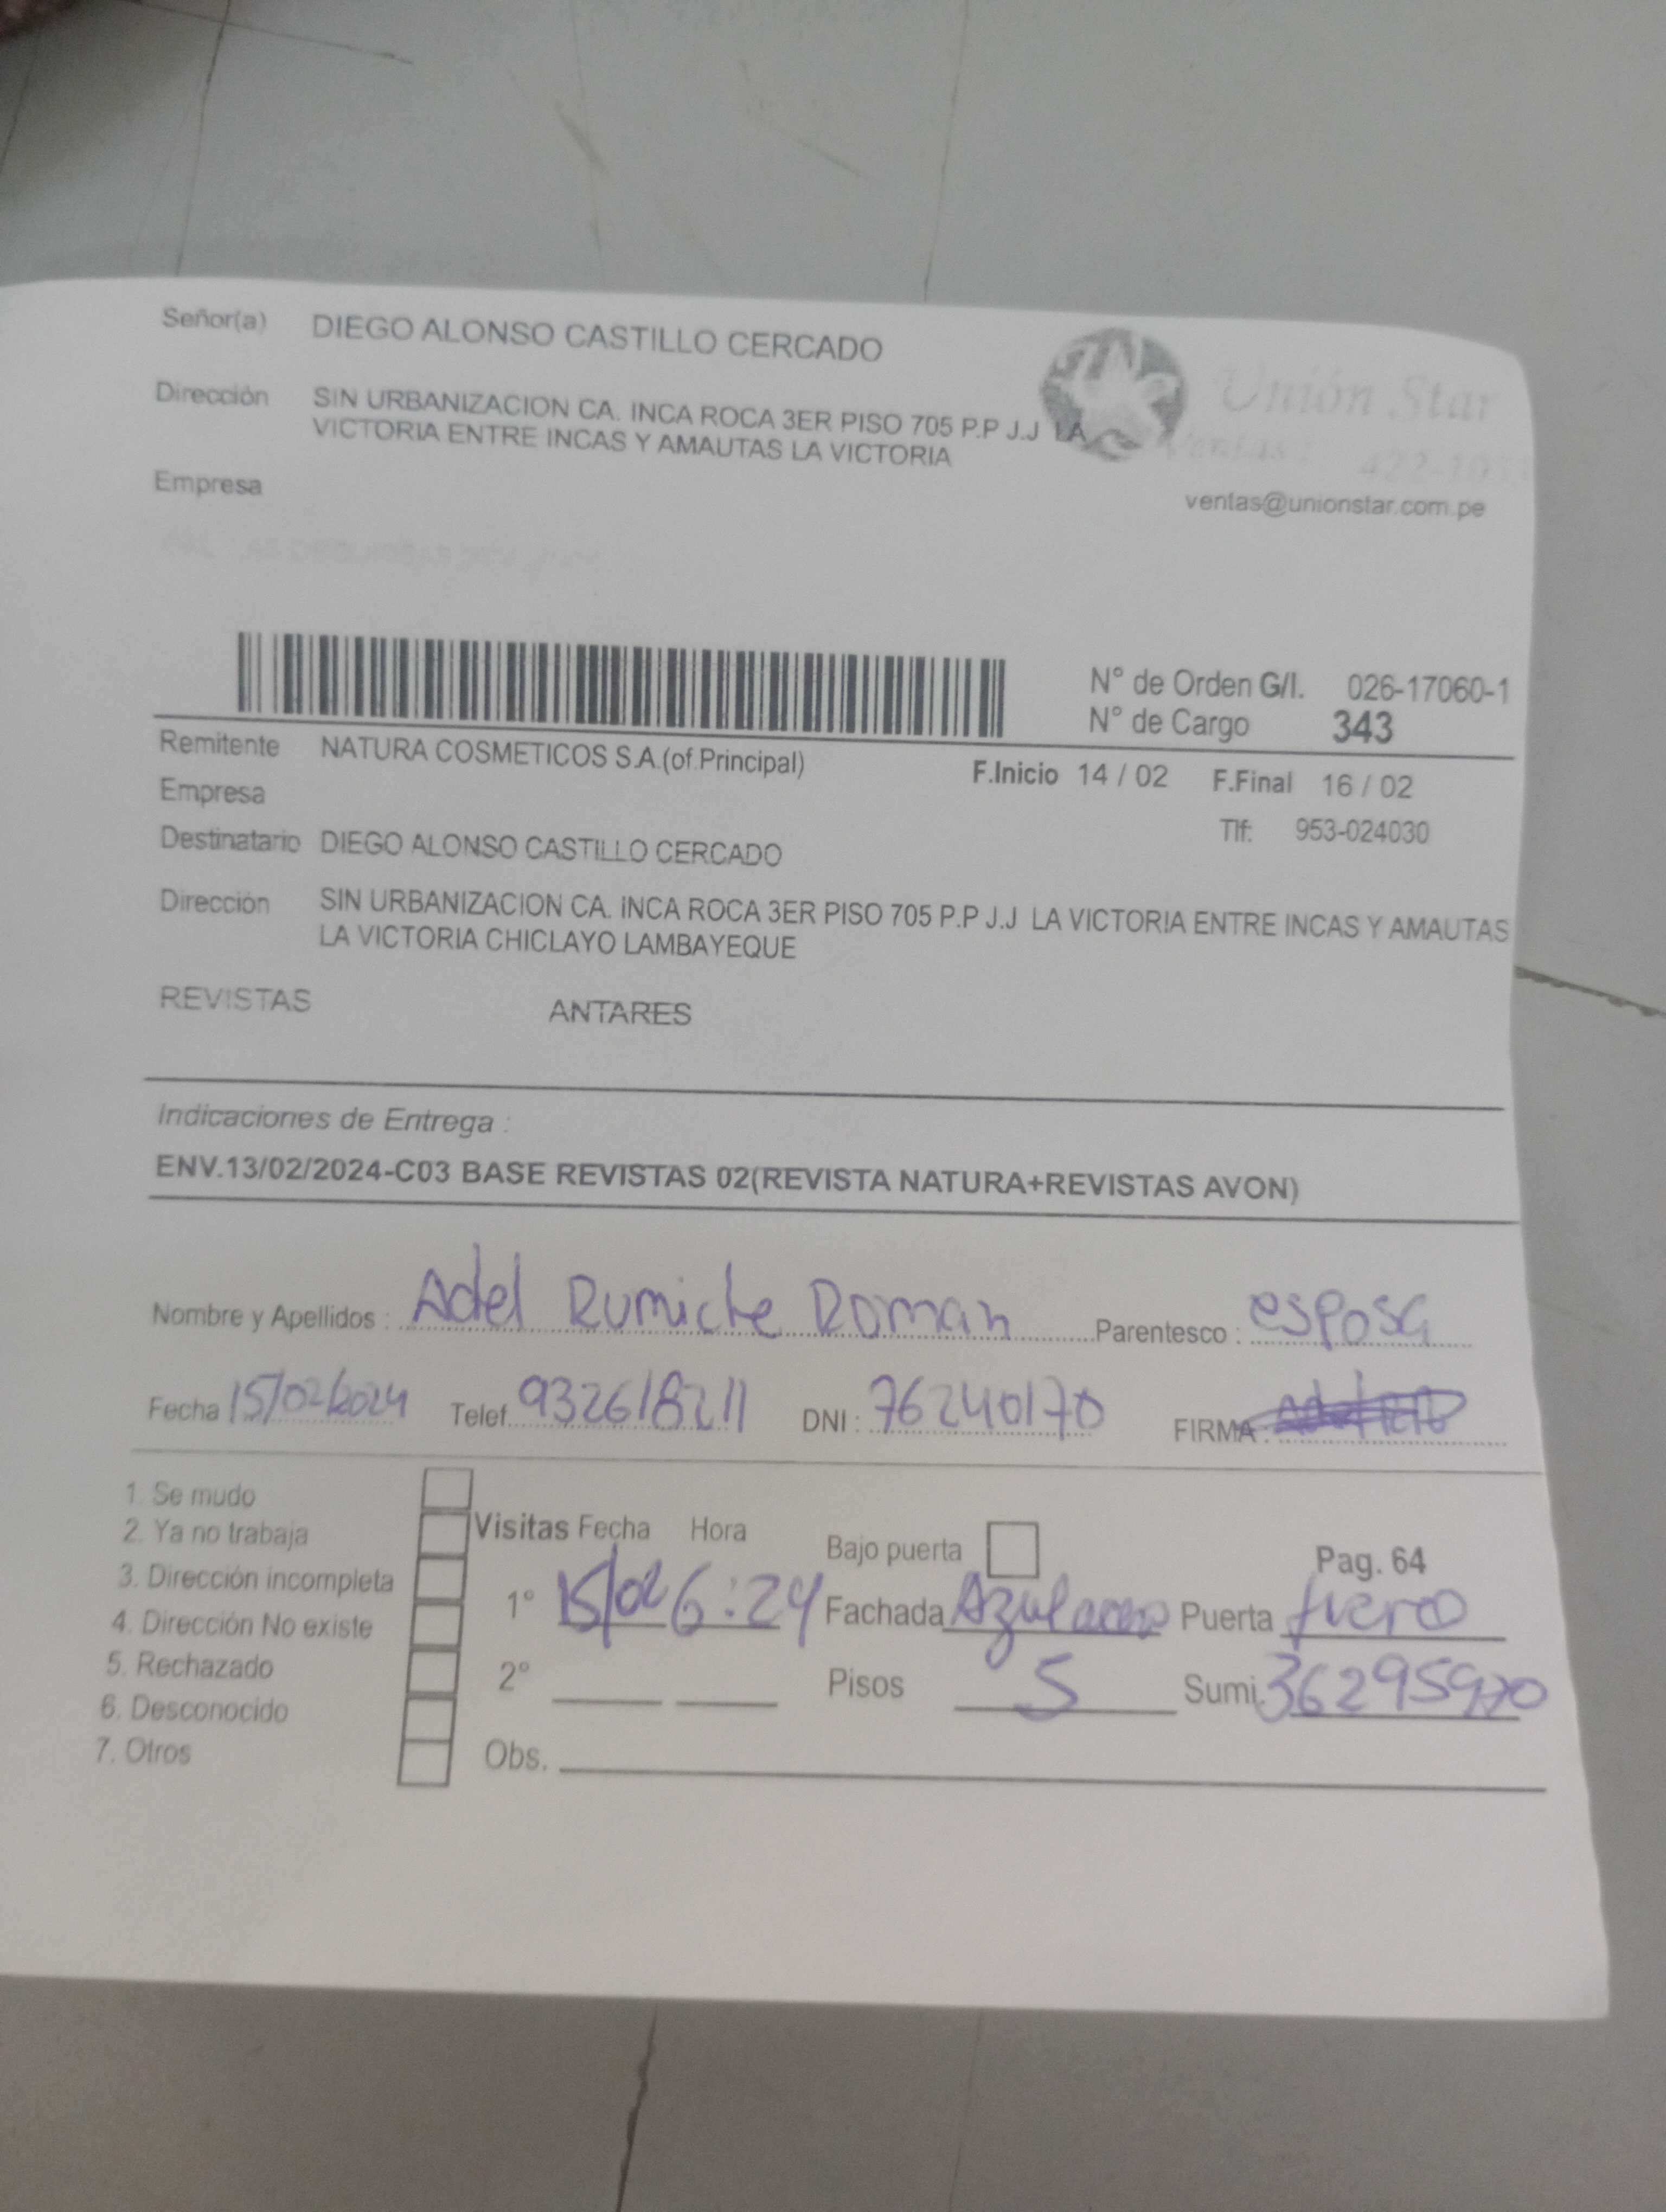 Señor(a) DIEGO ALONSO CASTILLO CERCADO
Unión Star
Dirección SIN URBANIZACION CA. INCA ROCA 3ER PISO 705 P.P J.J LA
VICTORIA ENTRE INCAS Y AMAUTAS LA VICTORIA
Ventas:
Empresa
ventas@unionstar.com.pe
N° de Orden G/I. 026-17060-1
N° de Cargo 343
Remitente NATURA COSMETICOS S.A.(of.Principal) F.Inicio 14 / 02 F.Final 16 / 02
Empresa
Tlf: 953-024030
Destinatario DIEGO ALONSO CASTILLO CERCADO
Dirección SIN URBANIZACION CA. INCA ROCA 3ER PISO 705 P.P J.J LA VICTORIA ENTRE INCAS Y AMAUTAS
LA VICTORIA CHICLAYO LAMBAYEQUE
REVISTAS ANTARES
Indicaciones de Entrega :
ENV.13/02/2024-C03 BASE REVISTAS 02(REVISTA NATURA+REVISTAS AVON)
Nombre y Apellidos : Adel Rumiche Roman Parentesco : esposa
Fecha 15/02/2024 Telef. 932618211 DNI : 76240170 FIRMA :
1. Se mudo
2. Ya no trabaja
3. Dirección incompleta
4. Dirección No existe
5. Rechazado
6. Desconocido
7. Otros
Visitas Fecha Hora Bajo puerta Pag. 64
1° 15/02 6:24 Fachada Azul Puerta fierro
2° Pisos 5 Sumi. 36295970
Obs.